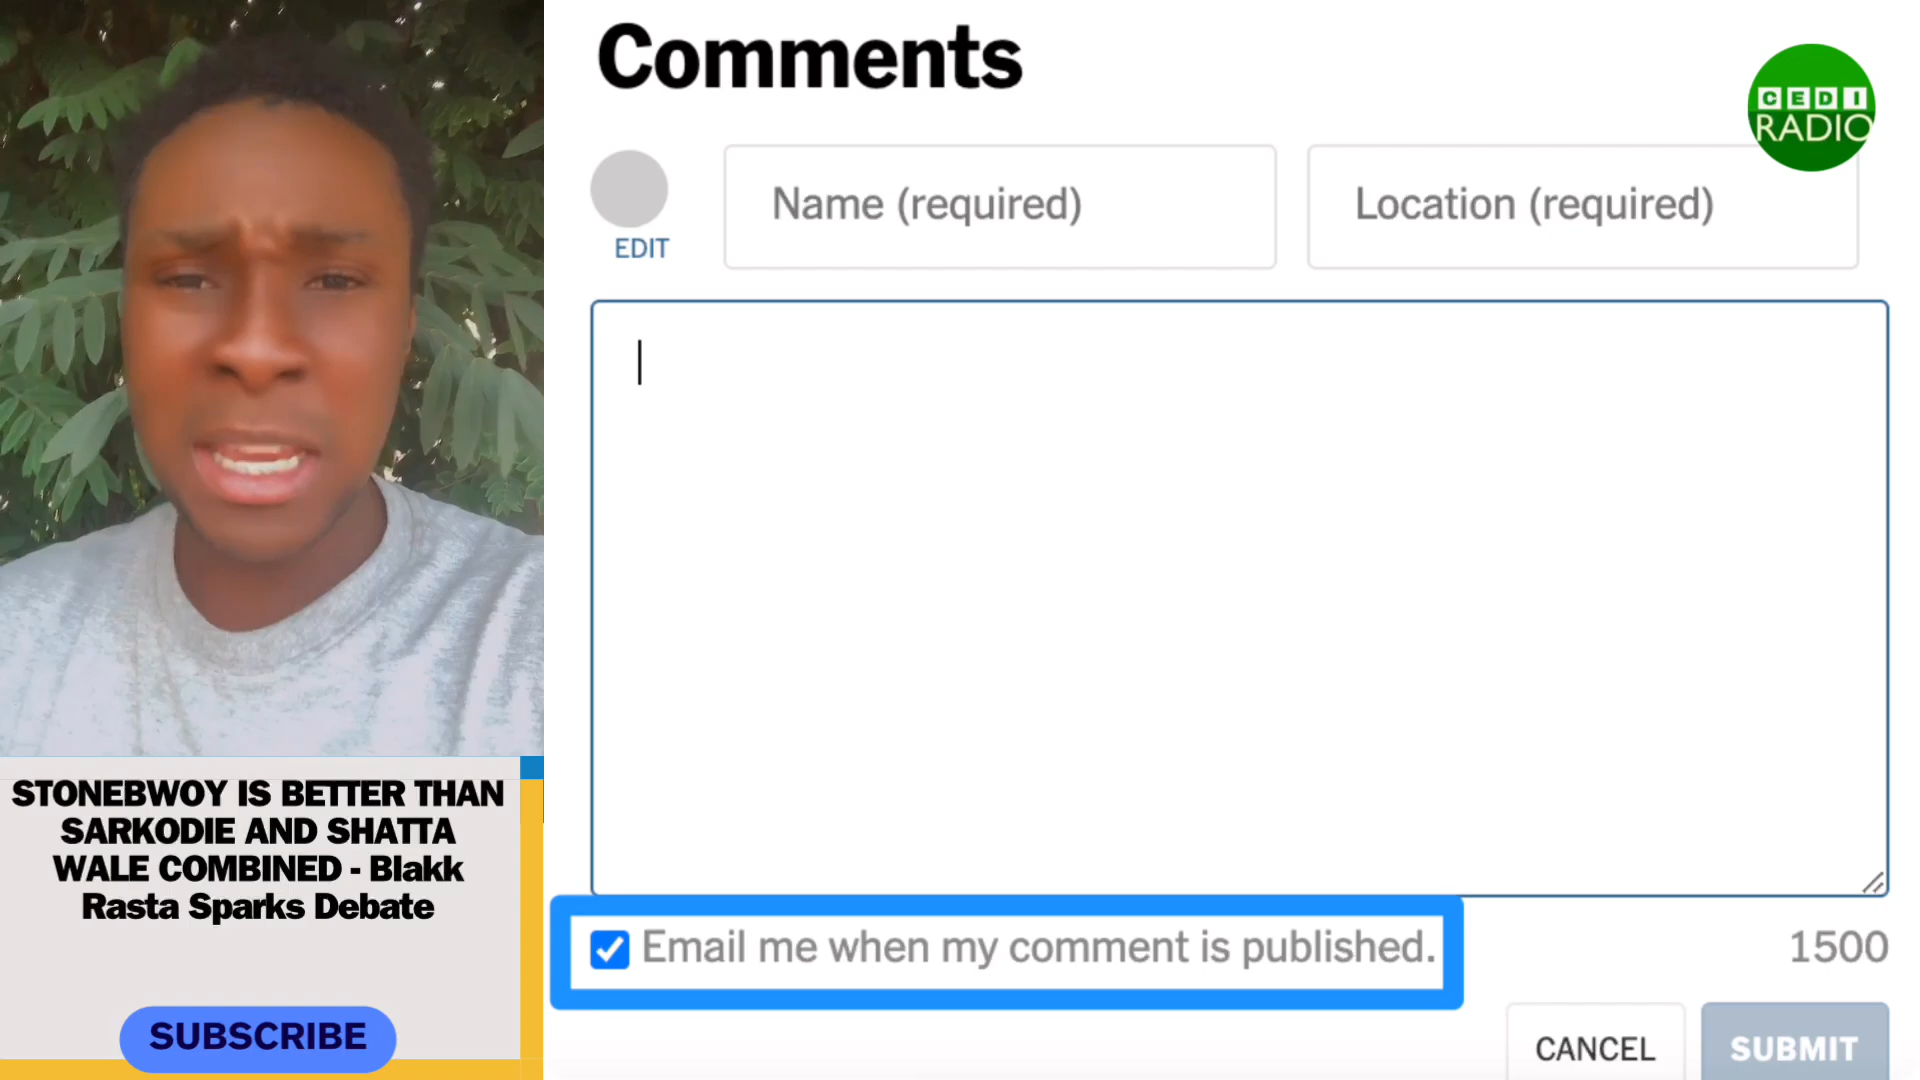 Comments
CEDI
RADIO
Name (required)
Location (required)
EDIT
STONEBWOY IS BETTER THAN
SARKODIE AND SHATTA
WALE COMBINED - Blakk
Rasta Sparks Debate
SUBSCRIBE
Email me when my comment is published.
1500
CANCEL
SUBMIT